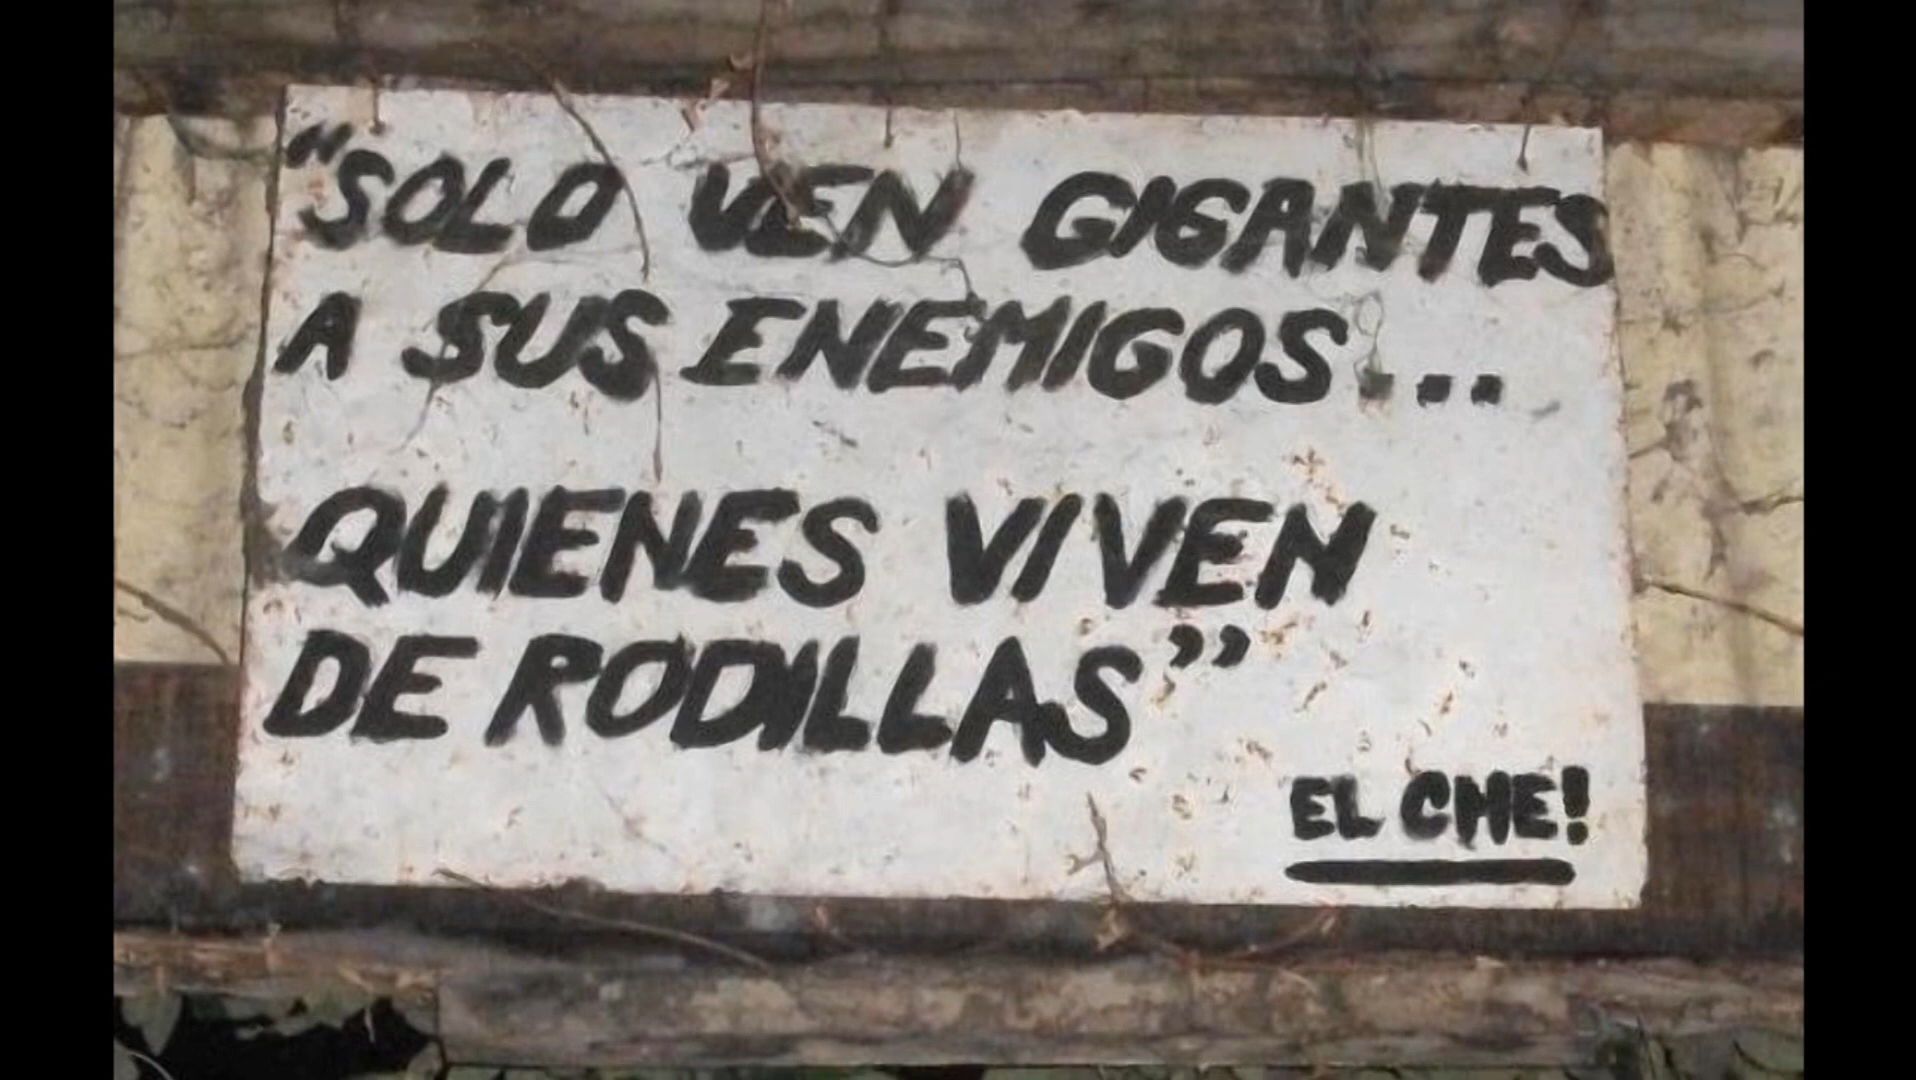 "SOLO VEN GIGANTES
A SUS ENEMIGOS...
QUIENES VIVEN
DE RODILLAS”
EL CHE!